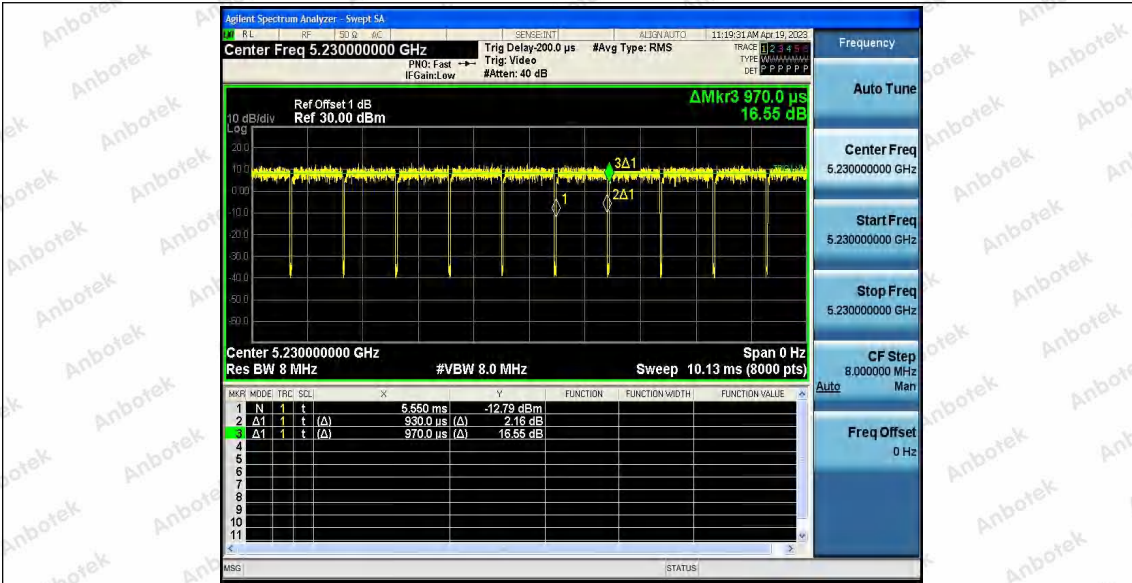 Agilent Spectrum Analyzer - Swept SA
RL RF 50 Ω AC SENSE:INT ALIGN AUTO 11:19:31 AM Apr 19, 2023
Center Freq 5.230000000 GHz
Trig Delay-200.0 µs #Avg Type: RMS
TRACE 1 2 3 4 5 6
PNO: Fast Trig: Video
TYPE
IFGain:Low #Atten: 40 dB
DET P P P P P P
Frequency
ΔMkr3 970.0 µs
16.55 dB
Ref Offset 1 dB
10 dB/div Ref 30.00 dBm
Log
20.0
10.0
0.00
-10.0
-20.0
-30.0
-40.0
-50.0
-60.0
3Δ1
2Δ1
1
Center 5.230000000 GHz Span 0 Hz
Res BW 8 MHz #VBW 8.0 MHz Sweep 10.13 ms (8000 pts)
MKR MODE TRC SCL X Y FUNCTION FUNCTION WIDTH FUNCTION VALUE
1 N 1 t 5.550 ms -12.79 dBm
2 Δ1 1 t (Δ) 930.0 µs (Δ) 2.16 dB
3 Δ1 1 t (Δ) 970.0 µs (Δ) 16.55 dB
4
5
6
7
8
9
10
11
MSG STATUS
Auto Tune
Center Freq
5.230000000 GHz
Start Freq
5.230000000 GHz
Stop Freq
5.230000000 GHz
CF Step
8.000000 MHz
Auto Man
Freq Offset
0 Hz
Anbotek